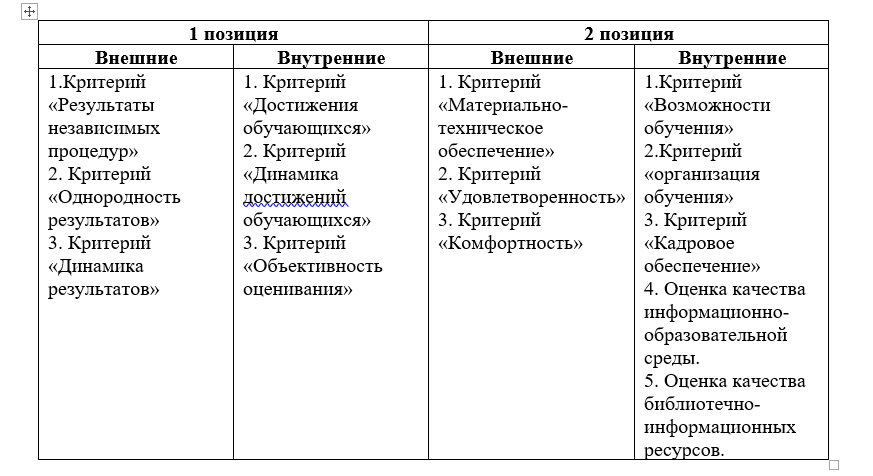 1 позиция
2 позиция
Внешние
Внутренние
Внешние
Внутренние
1.Критерий
«Результаты
независимых
процедур»
2. Критерий
«Однородность
результатов»
3. Критерий
«Динамика
результатов»
1. Критерий
«Достижения
обучающихся»
2. Критерий
«Динамика
достижений
обучающихся»
3. Критерий
«Объективность
оценивания»
1. Критерий
«Материально-
техническое
обеспечение»
2. Критерий
«Удовлетворенность»
3. Критерий
«Комфортность»
1.Критерий
«Возможности
обучения»
2.Критерий
«организация
обучения»
3. Критерий
«Кадровое
обеспечение»
4. Оценка качества
информационно-
образовательной
среды.
5. Оценка качества
библиотечно-
информационных
ресурсов.